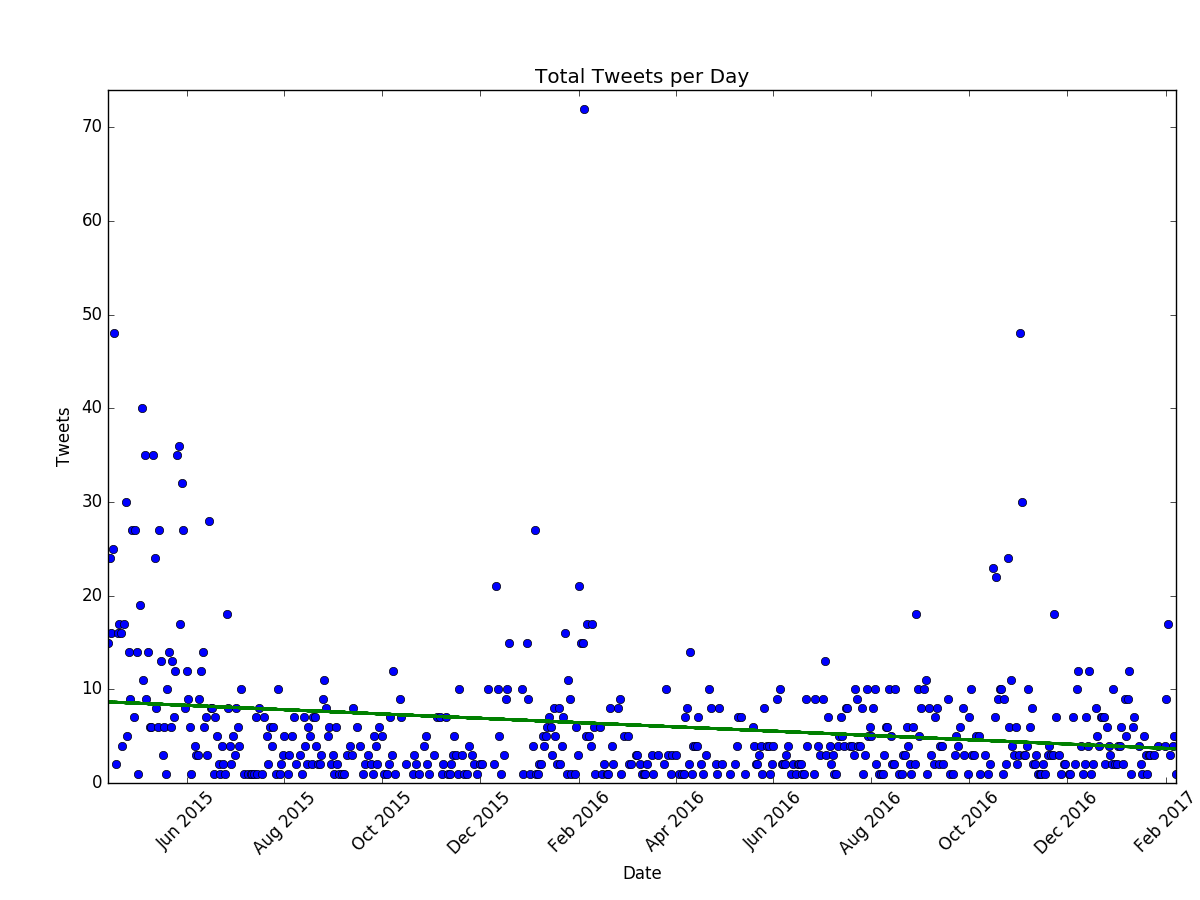 Total Tweets per Day
70
60
50
40
30
20
10
0
Tweets
Jun 2015
Aug 2015
Oct 2015
Dec 2015
Feb 2016
Apr 2016
Jun 2016
Aug 2016
Oct 2016
Dec 2016
Feb 2017
Date